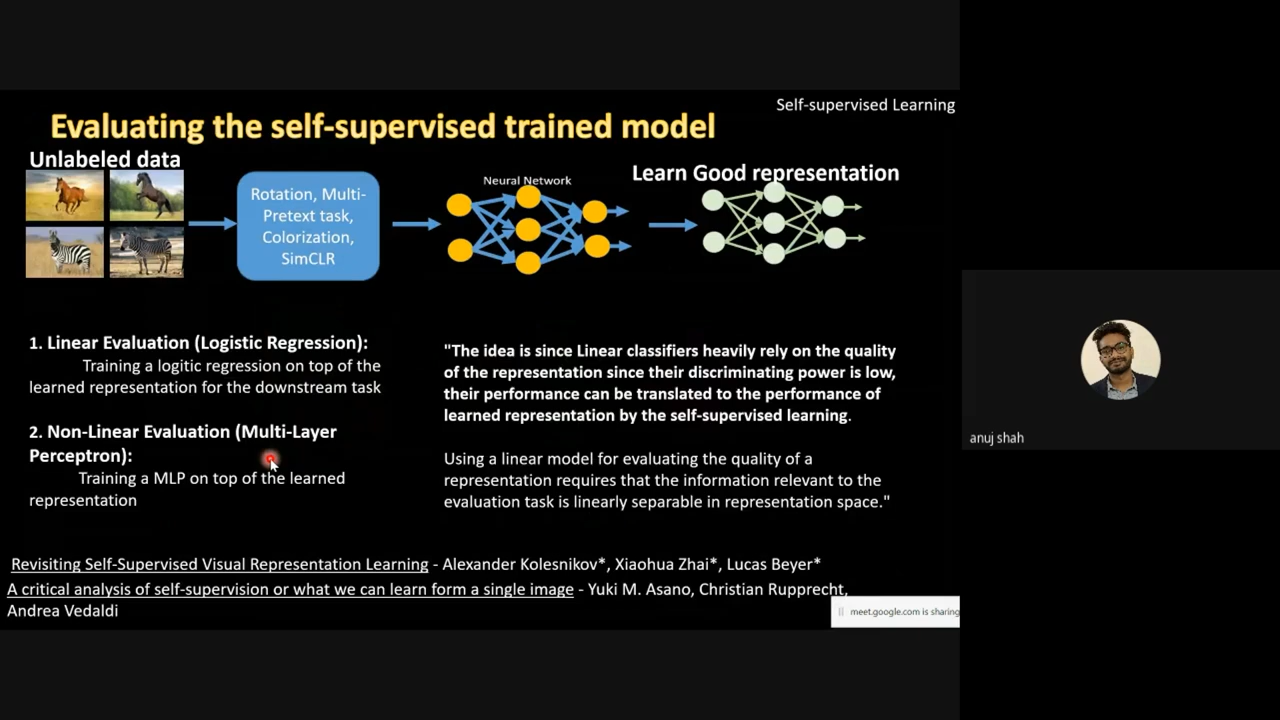 Self-supervised Learning
Evaluating the self-supervised trained model
Unlabeled data
Rotation, Multi-
Pretext task,
Colorization,
SimCLR
Neural Network
Learn Good representation
1. Linear Evaluation (Logistic Regression):
Training a logitic regression on top of the
learned representation for the downstream task
2. Non-Linear Evaluation (Multi-Layer
Perceptron):
Training a MLP on top of the learned
representation
"The idea is since Linear classifiers heavily rely on the quality
of the representation since their discriminating power is low,
their performance can be translated to the performance of
learned representation by the self-supervised learning.
Using a linear model for evaluating the quality of a
representation requires that the information relevant to the
evaluation task is linearly separable in representation space."
Revisiting Self-Supervised Visual Representation Learning - Alexander Kolesnikov*, Xiaohua Zhai*, Lucas Beyer*
A critical analysis of self-supervision or what we can learn form a single image - Yuki M. Asano, Christian Rupprecht,
Andrea Vedaldi
meet.google.com is sharing
anuj shah